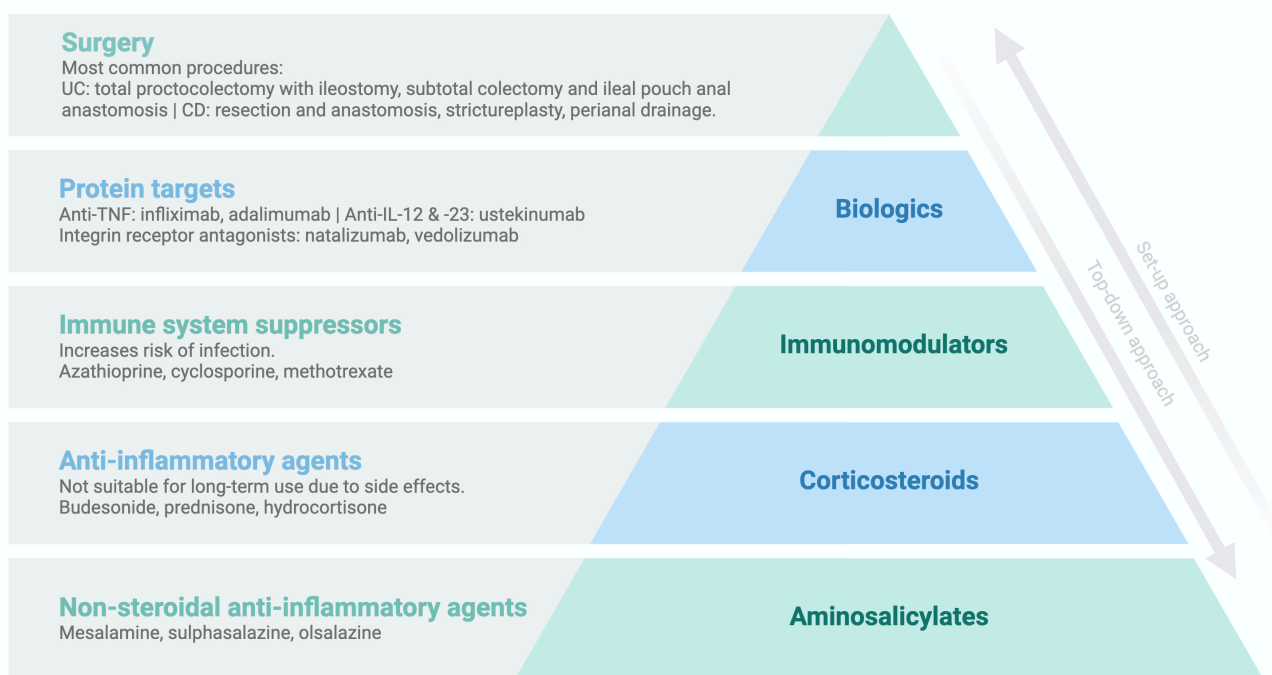 Surgery
Most common procedures:
UC: total proctocolectomy with ileostomy, subtotal colectomy and ileal pouch anal
anastomosis | CD: resection and anastomosis, strictureplasty, perianal drainage.
Protein targets
Anti-TNF: infliximab, adalimumab | Anti-IL-12 & -23: ustekinumab
Integrin receptor antagonists: natalizumab, vedolizumab
Biologics
Immune system suppressors
Increases risk of infection.
Azathioprine, cyclosporine, methotrexate
Immunomodulators
Anti-inflammatory agents
Not suitable for long-term use due to side effects.
Budesonide, prednisone, hydrocortisone
Corticosteroids
Non-steroidal anti-inflammatory agents
Mesalamine, sulphasalazine, olsalazine
Aminosalicylates
Top-down approach
Set-up approach